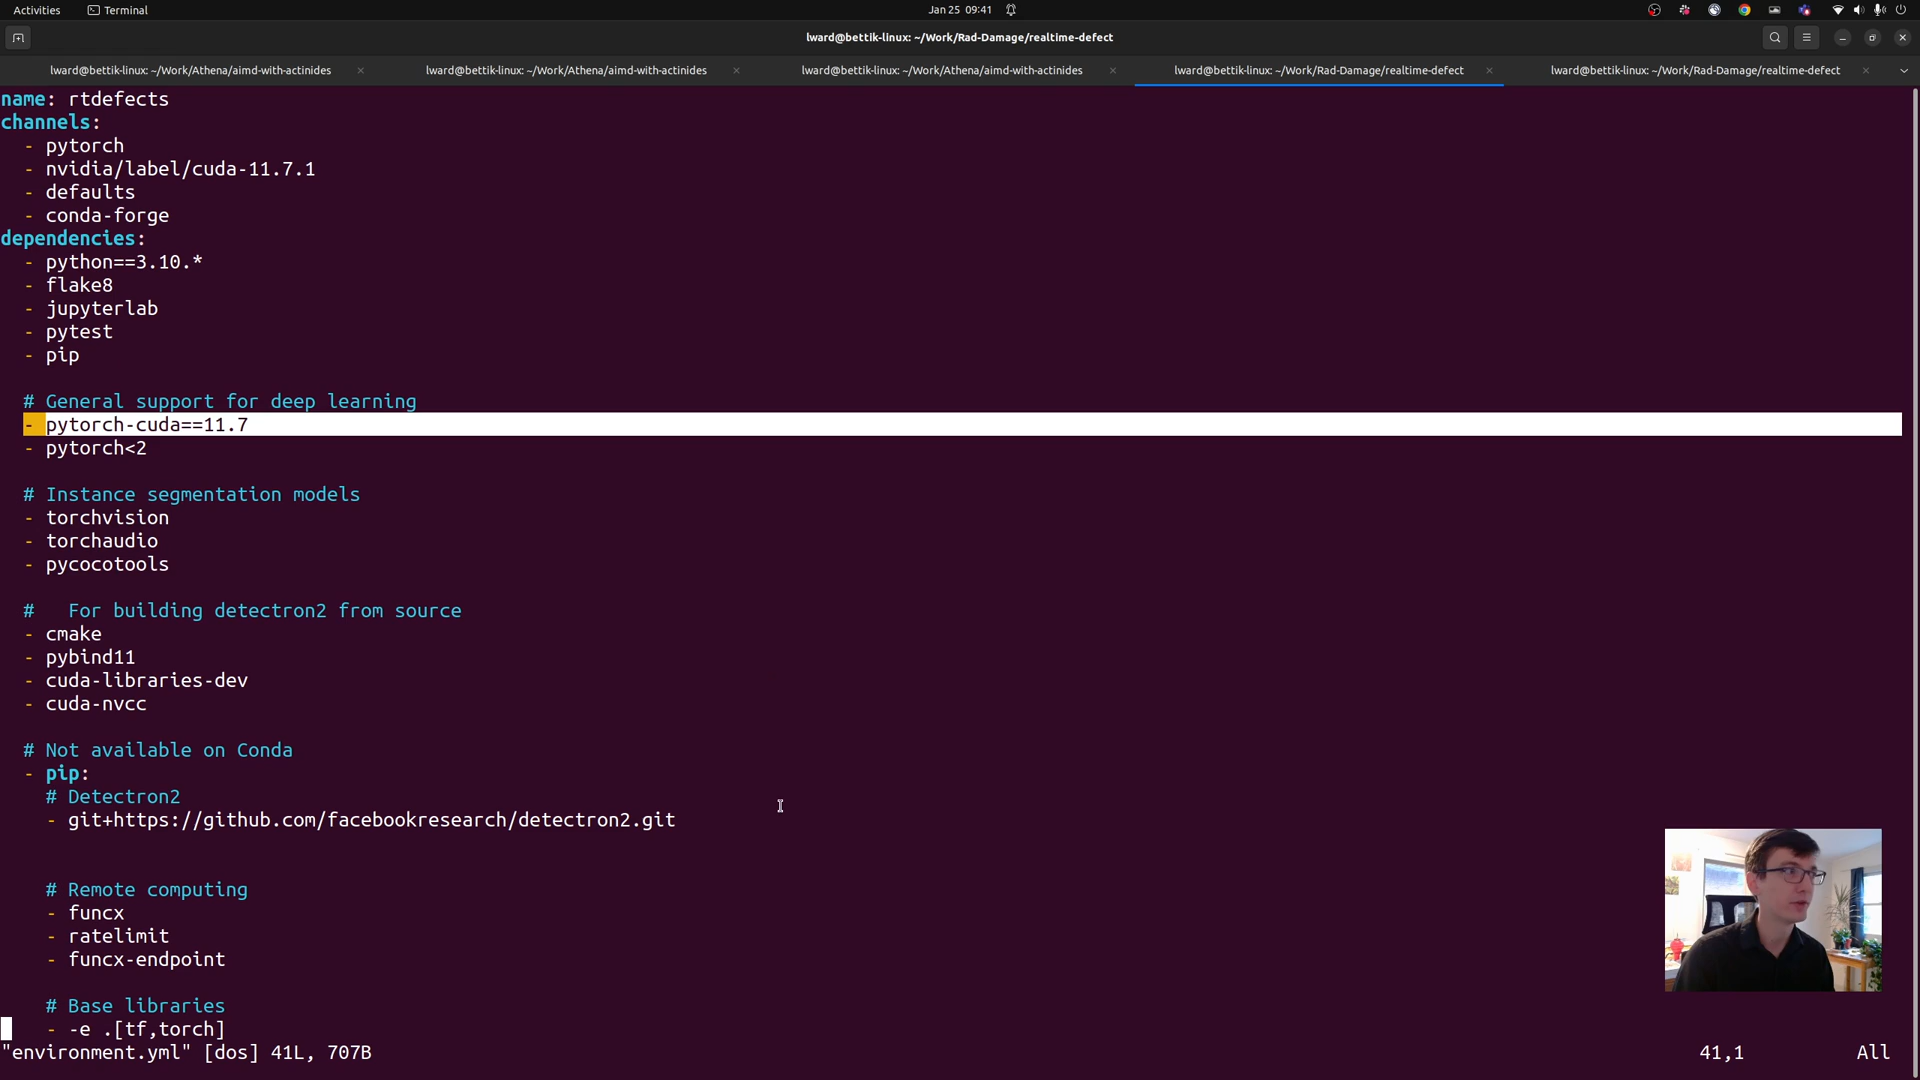 Activities
Terminal
Jan 25 09:41
lward@bettik-linux: ~/Work/Rad-Damage/realtime-defect
lward@bettik-linux: ~/Work/Athena/aimd-with-actinides
lward@bettik-linux: ~/Work/Athena/aimd-with-actinides
lward@bettik-linux: ~/Work/Athena/aimd-with-actinides
lward@bettik-linux: ~/Work/Rad-Damage/realtime-defect
lward@bettik-linux: ~/Work/Rad-Damage/realtime-defect
name: rtdefects
channels:
  - pytorch
  - nvidia/label/cuda-11.7.1
  - defaults
  - conda-forge
dependencies:
  - python==3.10.*
  - flake8
  - jupyterlab
  - pytest
  - pip
  # General support for deep learning
  - pytorch-cuda==11.7
  - pytorch<2
  # Instance segmentation models
  - torchvision
  - torchaudio
  - pycocotools
  #   For building detectron2 from source
  - cmake
  - pybind11
  - cuda-libraries-dev
  - cuda-nvcc
  # Not available on Conda
  - pip:
    # Detectron2
    - git+https://github.com/facebookresearch/detectron2.git
    # Remote computing
    - funcx
    - ratelimit
    - funcx-endpoint
    # Base libraries
    - -e .[tf,torch]
"environment.yml" [dos] 41L, 707B
41,1
All